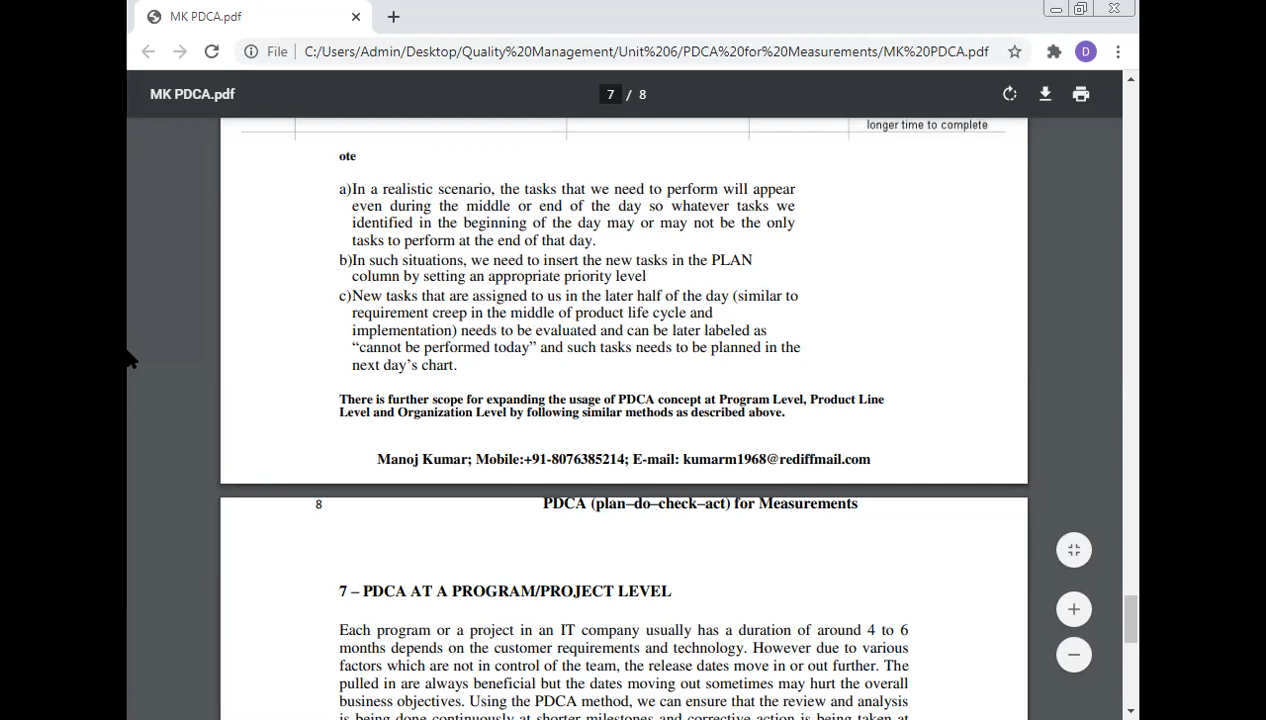 MK PDCA.pdf
File C:/Users/Admin/Desktop/Quality%20Management/Unit%206/PDCA%20for%20Measurements/MK%20PDCA.pdf
D
MK PDCA.pdf
7 / 8
longer time to complete
ote
a)In a realistic scenario, the tasks that we need to perform will appear
even during the middle or end of the day so whatever tasks we
identified in the beginning of the day may or may not be the only
tasks to perform at the end of that day.
b)In such situations, we need to insert the new tasks in the PLAN
column by setting an appropriate priority level
c)New tasks that are assigned to us in the later half of the day (similar to
requirement creep in the middle of product life cycle and
implementation) needs to be evaluated and can be later labeled as
“cannot be performed today” and such tasks needs to be planned in the
next day’s chart.
There is further scope for expanding the usage of PDCA concept at Program Level, Product Line
Level and Organization Level by following similar methods as described above.
Manoj Kumar; Mobile:+91-8076385214; E-mail: kumarm1968@rediffmail.com
8 PDCA (plan–do–check–act) for Measurements
7 – PDCA AT A PROGRAM/PROJECT LEVEL
Each program or a project in an IT company usually has a duration of around 4 to 6
months depends on the customer requirements and technology. However due to various
factors which are not in control of the team, the release dates move in or out further. The
pulled in are always beneficial but the dates moving out sometimes may hurt the overall
business objectives. Using the PDCA method, we can ensure that the review and analysis
is being done continuously at shorter milestones and corrective action is being taken at